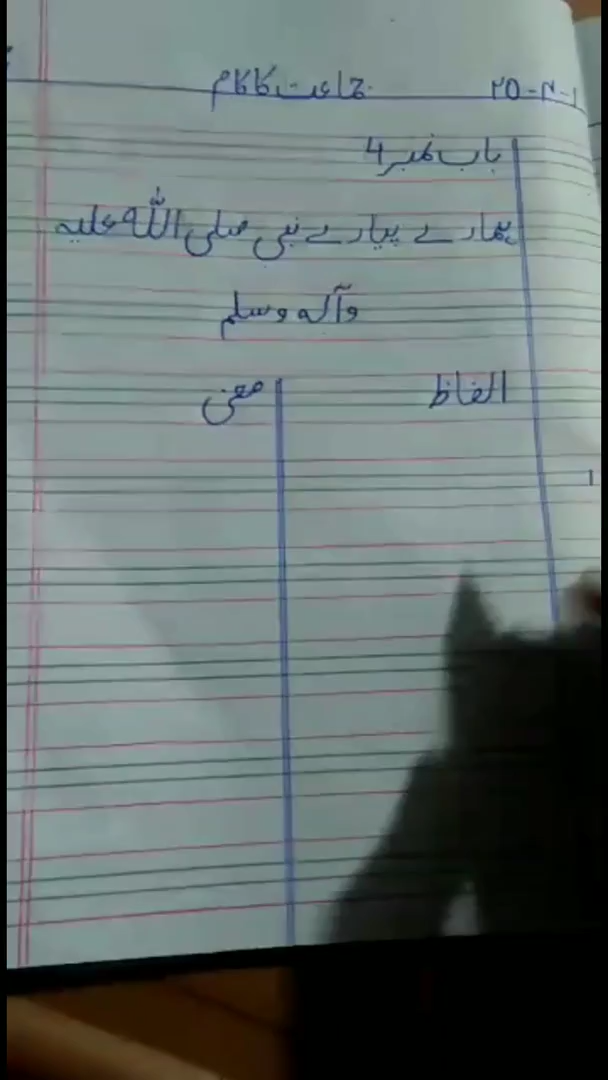 ۲۵-۴-۱ جماعت کا کام
باب نمبر 4
ہمارے پیارے نبی صلی اللہ علیہ
وآلہ وسلم
الفاظ معنی